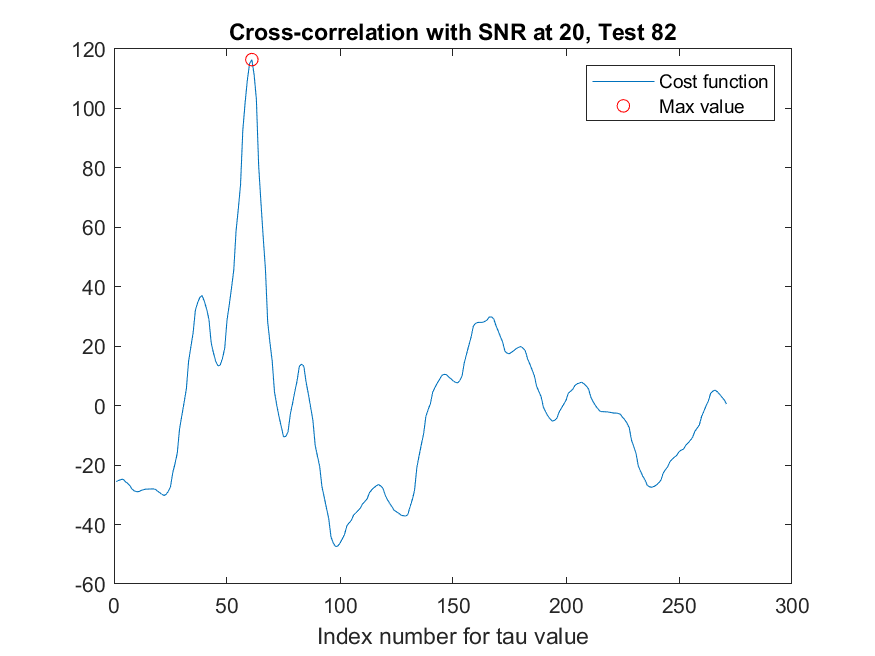 Cross-correlation with SNR at 20, Test 82
120
100
80
60
40
20
0
-20
-40
-60
Cost function
Max value
0 50 100 150 200 250 300
Index number for tau value